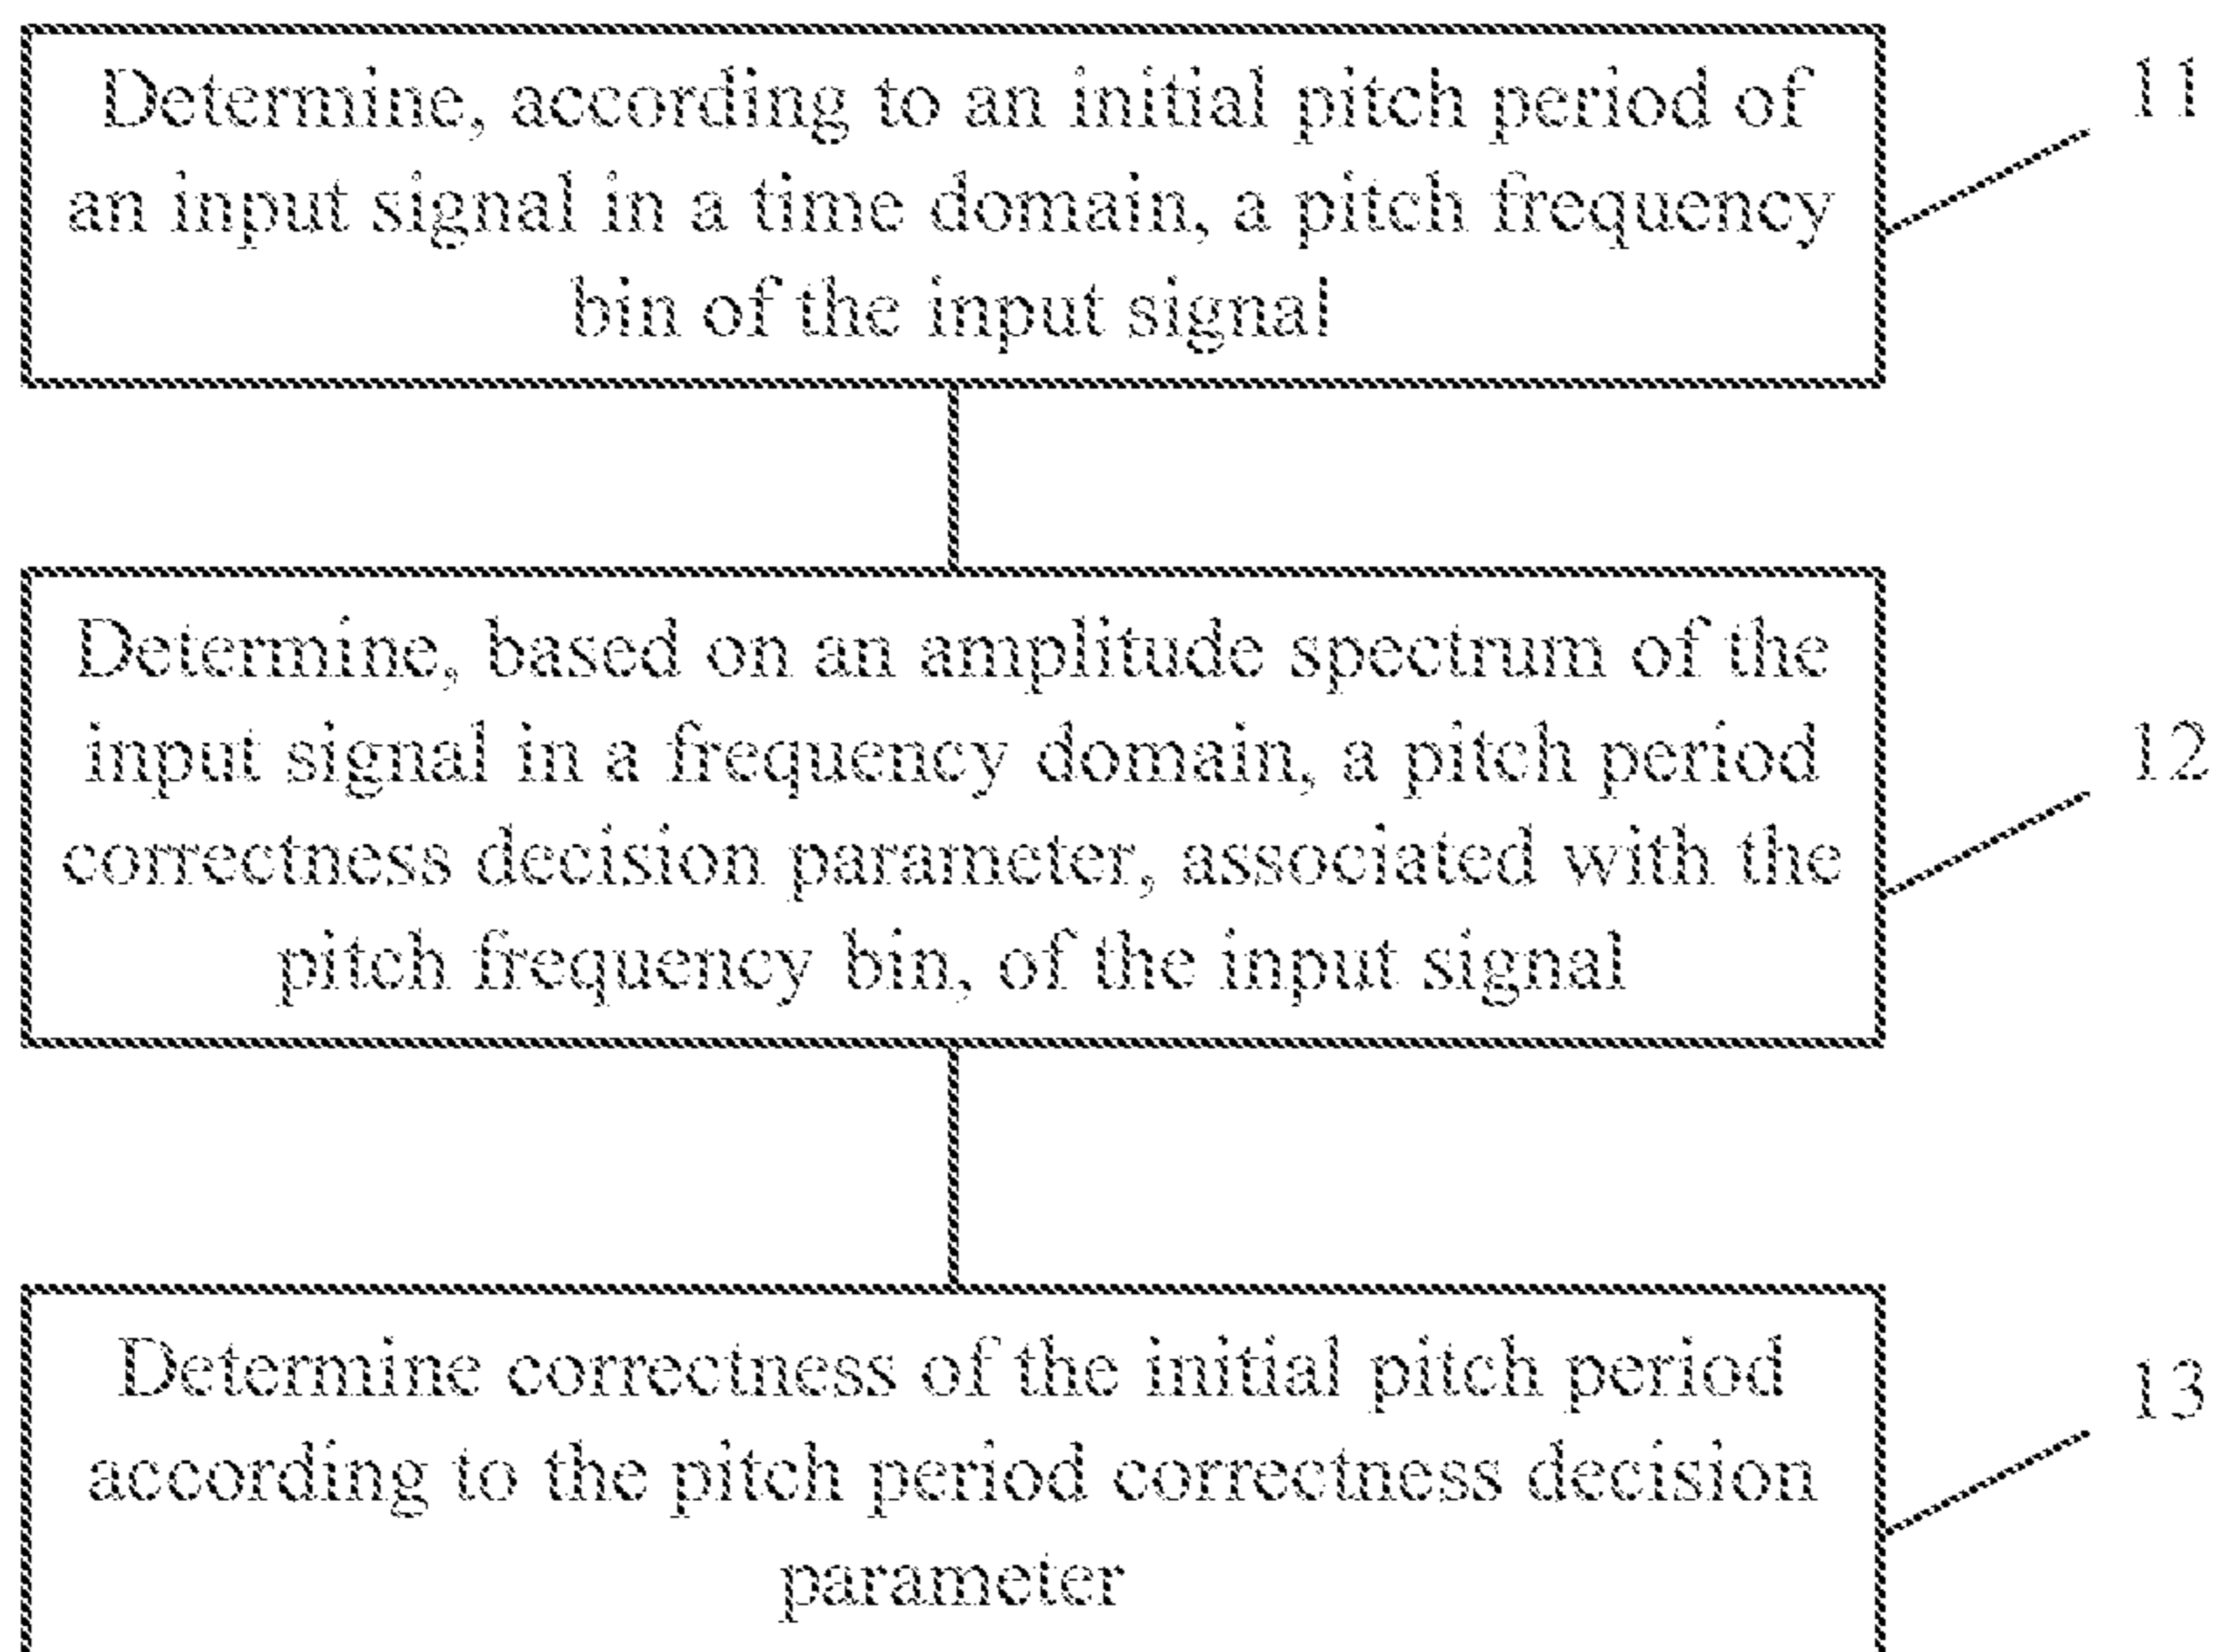 Determine, according to an initial pitch period of
an input signal in a time domain, a pitch frequency
bin of the input signal
11
Determine, based on an amplitude spectrum of the
input signal in a frequency domain, a pitch period
correctness decision parameter, associated with the
pitch frequency bin, of the input signal
12
Determine correctness of the initial pitch period
according to the pitch period correctness decision
parameter
13